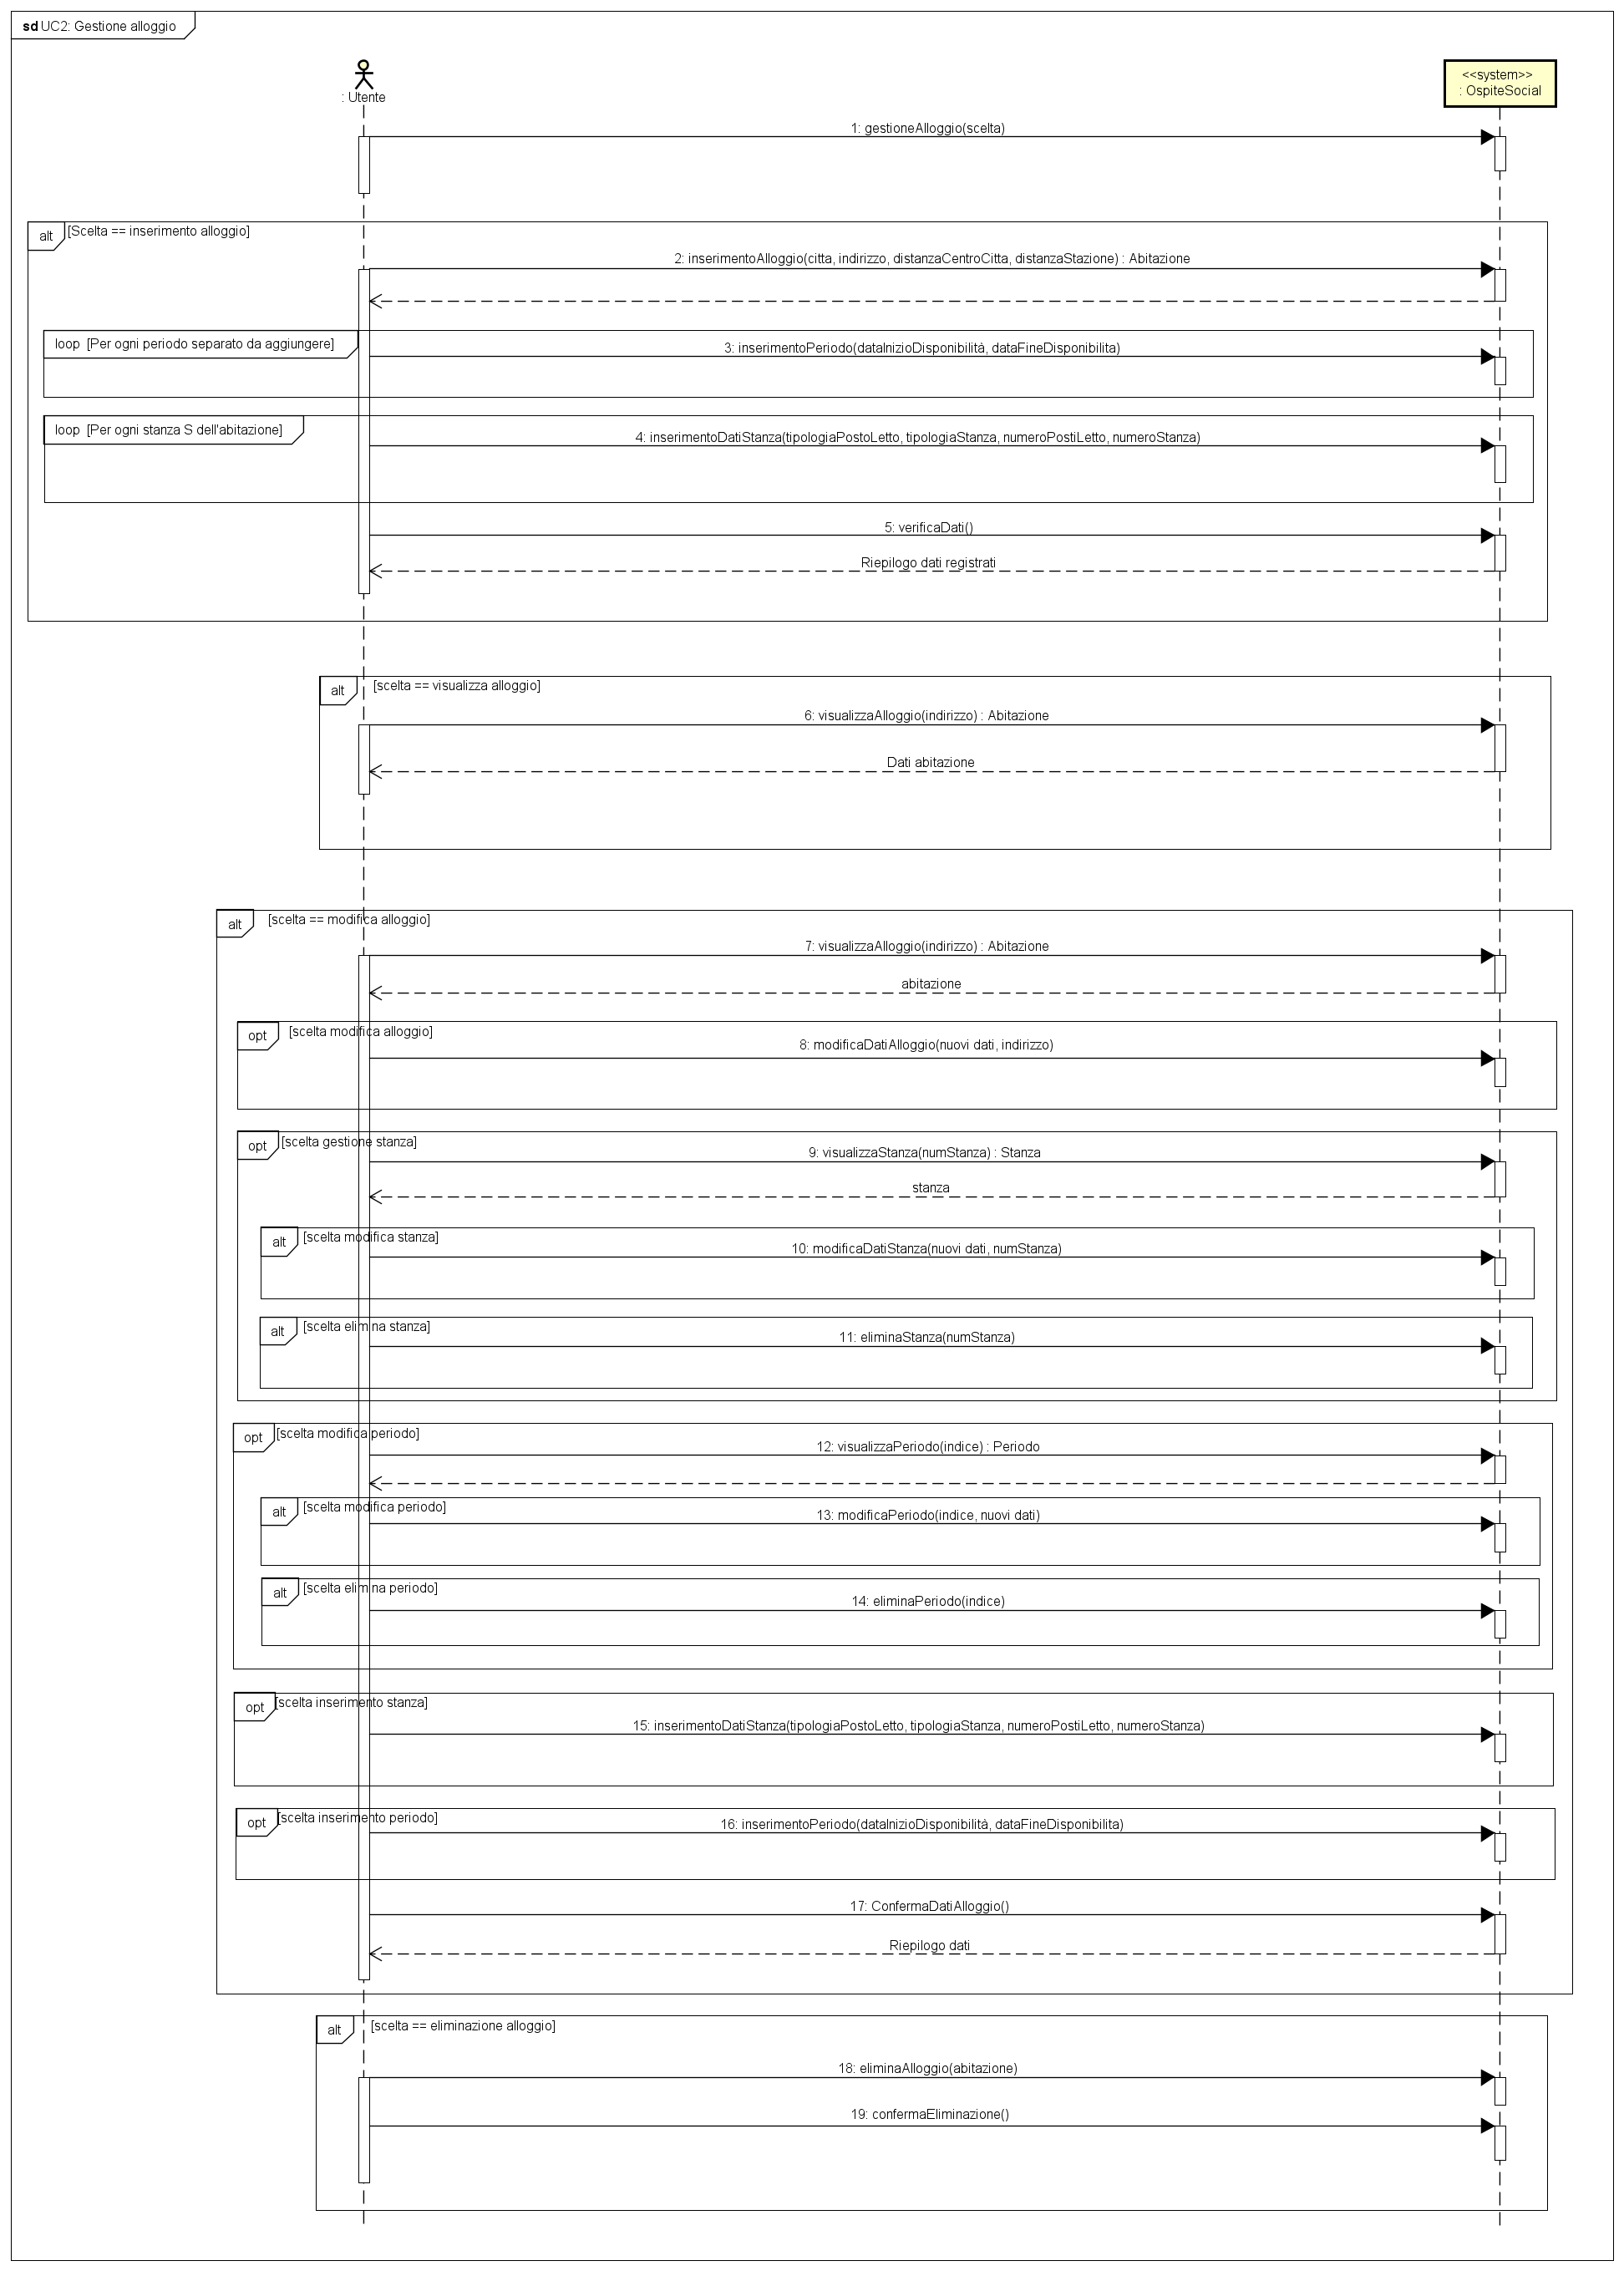 sd UC2: Gestione alloggio
: Utente
<<system>>
: OspiteSocial
1: gestioneAlloggio(scelta)
alt [Scelta == inserimento alloggio]
2: inserimentoAlloggio(citta, indirizzo, distanzaCentroCitta, distanzaStazione) : Abitazione
loop [Per ogni periodo separato da aggiungere]
3: inserimentoPeriodo(dataInizioDisponibilità, dataFineDisponibilita)
loop [Per ogni stanza S dell'abitazione]
4: inserimentoDatiStanza(tipologiaPostoLetto, tipologiaStanza, numeroPostiLetto, numeroStanza)
5: verificaDati()
Riepilogo dati registrati
alt [scelta == visualizza alloggio]
6: visualizzaAlloggio(indirizzo) : Abitazione
Dati abitazione
alt [scelta == modifica alloggio]
7: visualizzaAlloggio(indirizzo) : Abitazione
abitazione
opt [scelta modifica alloggio]
8: modificaDatiAlloggio(nuovi dati, indirizzo)
opt [scelta gestione stanza]
9: visualizzaStanza(numStanza) : Stanza
stanza
alt [scelta modifica stanza]
10: modificaDatiStanza(nuovi dati, numStanza)
alt [scelta elimina stanza]
11: eliminaStanza(numStanza)
opt [scelta modifica periodo]
12: visualizzaPeriodo(indice) : Periodo
alt [scelta modifica periodo]
13: modificaPeriodo(indice, nuovi dati)
alt [scelta elimina periodo]
14: eliminaPeriodo(indice)
opt [scelta inserimento stanza]
15: inserimentoDatiStanza(tipologiaPostoLetto, tipologiaStanza, numeroPostiLetto, numeroStanza)
opt [scelta inserimento periodo]
16: inserimentoPeriodo(dataInizioDisponibilità, dataFineDisponibilita)
17: ConfermaDatiAlloggio()
Riepilogo dati
alt [scelta == eliminazione alloggio]
18: eliminaAlloggio(abitazione)
19: confermaEliminazione()